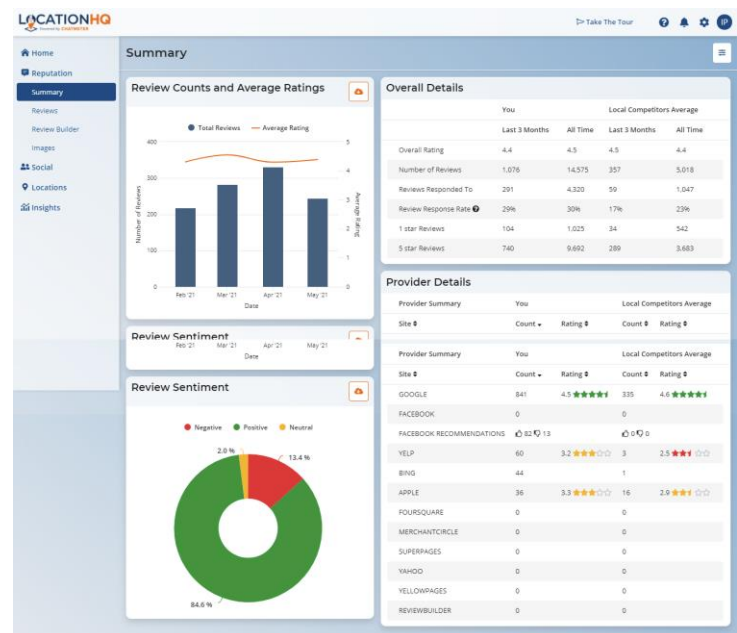 LOCATIONHQ
Powered by CHATMETER
Take The Tour
IP
Home
Reputation
Summary
Reviews
Review Builder
Images
Social
Locations
Insights
Summary
Review Counts and Average Ratings
Total Reviews Average Rating
400 5
300 4
3
200
2
100
1
0 0
Number of Reviews
Average Rating
Feb '21 Mar '21 Apr '21 May '21
Date
Review Sentiment
Feb '21 Mar '21 Apr '21 May '21
Date
Review Sentiment
Negative Positive Neutral
2.0 %
13.4 %
84.6 %
Overall Details
You Local Competitors Average
Last 3 Months All Time Last 3 Months All Time
Overall Rating 4.4 4.5 4.5 4.4
Number of Reviews 1,076 14,575 357 5,018
Reviews Responded To 291 4,320 59 1,047
Review Response Rate 29% 30% 17% 23%
1 star Reviews 104 1,025 34 542
5 star Reviews 740 9,692 289 3,683
Provider Details
Provider Summary You Local Competitors Average
Site Count Rating Count Rating
Provider Summary You Local Competitors Average
Site Count Rating Count Rating
GOOGLE 841 4.5 335 4.6
FACEBOOK 0 0
FACEBOOK RECOMMENDATIONS 82 13 0 0
YELP 60 3.2 3 2.5
BING 44 1
APPLE 36 3.3 16 2.9
FOURSQUARE 0 0
MERCHANTCIRCLE 0 0
SUPERPAGES 0 0
YAHOO 0 0
YELLOWPAGES 0 0
REVIEWBUILDER 0 0